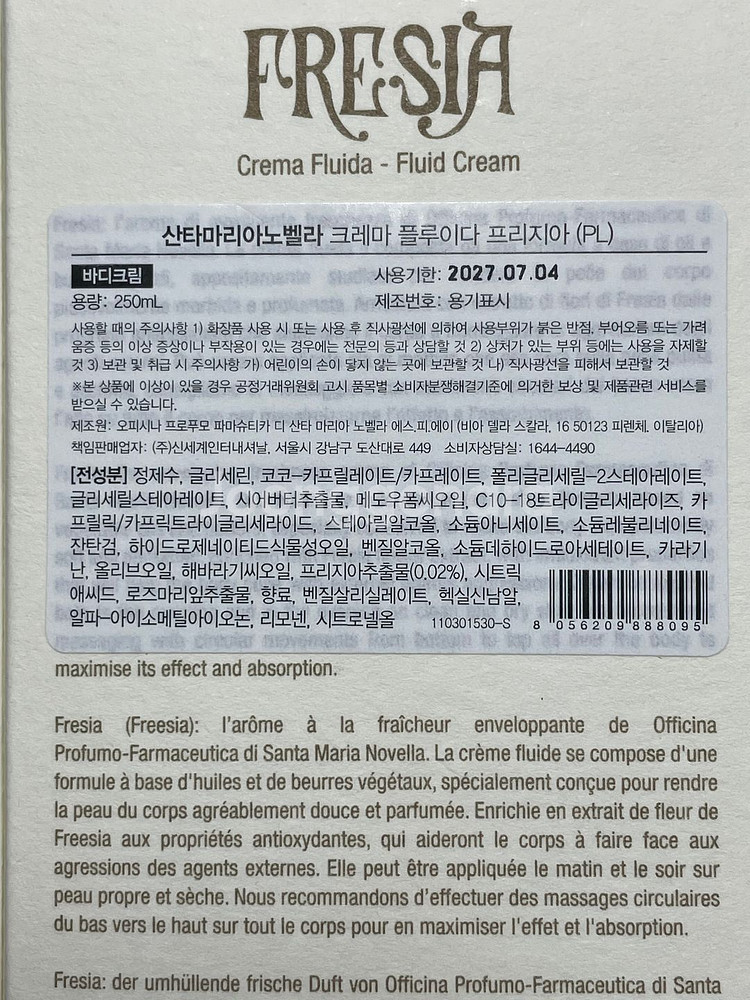 FRESIA
Crema Fluida - Fluid Cream
산타마리아노벨라 크레마 플루이다 프리지아 (PL)
바디크림
사용기한: 2027.07.04
용량: 250mL
제조번호: 용기표시
사용할 때의 주의사항 1) 화장품 사용 시 또는 사용 후 직사광선에 의하여 사용부위가 붉은 반점, 부어오름 또는 가려
움증 등의 이상 증상이나 부작용이 있는 경우에는 전문의 등과 상담할 것 2) 상처가 있는 부위 등에는 사용을 자제할
것 3) 보관 및 취급 시 주의사항 가) 어린이의 손이 닿지 않는 곳에 보관할 것 나) 직사광선을 피해서 보관할 것
※본 상품에 이상이 있을 경우 공정거래위원회 고시 품목별 소비자분쟁해결기준에 의거한 보상 및 제품관련 서비스를
받으실 수 있습니다.
제조원: 오피시나 프로푸모 파마슈티카 디 산타 마리아 노벨라 에스.피.에이 (비아 델라 스칼라, 16 50123 피렌체, 이탈리아)
책임판매업자: (주)신세계인터내셔날, 서울시 강남구 도산대로 449 소비자상담실: 1644-4490
[전성분] 정제수, 글리세린, 코코-카프릴레이트/카프레이트, 폴리글리세릴-2스테아레이트,
글리세릴스테아레이트, 시어버터추출물, 메도우폼씨오일, C10-18트라이글리세라이즈, 카
프릴릭/카프릭트라이글리세라이드, 스테아릴알코올, 소듐아니세이트, 소듐레불리네이트,
잔탄검, 하이드로제네이티드식물성오일, 벤질알코올, 소듐데하이드로아세테이트, 카라기
난, 올리브오일, 해바라기씨오일, 프리지아추출물(0.02%), 시트릭
애씨드, 로즈마리잎추출물, 향료, 벤질살리실레이트, 헥실신남알,
알파-아이소메틸아이오논, 리모넨, 시트로넬올
110301530-S
8 056209 888095
maximise its effect and absorption.
Fresia (Freesia): l'arôme à la fraîcheur enveloppante de Officina
Profumo-Farmaceutica di Santa Maria Novella. La crème fluide se compose d'une
formule à base d'huiles et de beurres végétaux, spécialement conçue pour rendre
la peau du corps agréablement douce et parfumée. Enrichie en extrait de fleur de
Freesia aux propriétés antioxydantes, qui aideront le corps à faire face aux
agressions des agents externes. Elle peut être appliquée le matin et le soir sur
peau propre et sèche. Nous recommandons d'effectuer des massages circulaires
du bas vers le haut sur tout le corps pour en maximiser l'effet et l'absorption.
Fresia: der umhüllende frische Duft von Officina Profumo-Farmaceutica di Santa